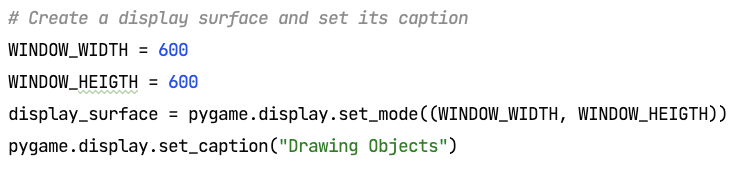 # Create a display surface and set its caption
WINDOW_WIDTH = 600
WINDOW_HEIGTH = 600
display_surface = pygame.display.set_mode((WINDOW_WIDTH, WINDOW_HEIGTH))
pygame.display.set_caption("Drawing Objects")